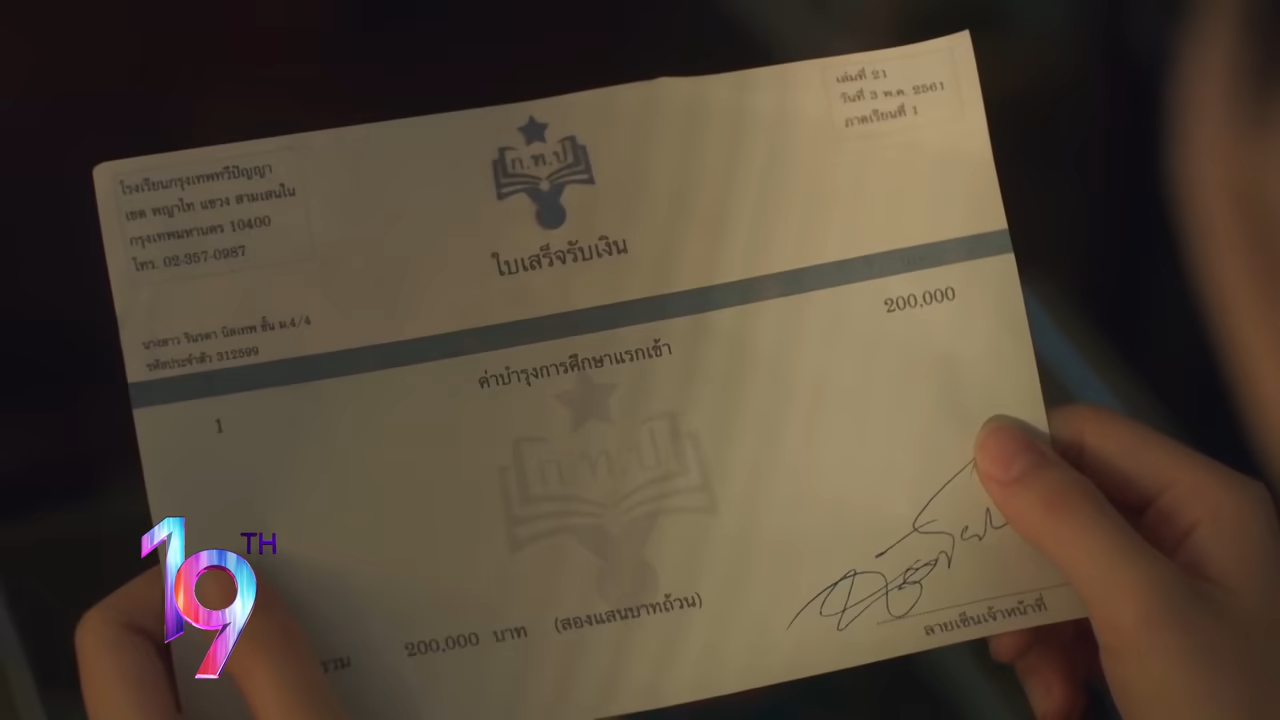 โรงเรียนกรุงเทพทวีปัญญา
เขต พญาไท แขวง สามเสนใน
กรุงเทพมหานคร 10400
โทร. 02-357-0987
ก.ท.ป
ใบเสร็จรับเงิน
เล่มที่ 21
วันที่ 3 พ.ค. 2561
ภาคเรียนที่ 1
นางสาว รินรดา นิลเทพ ชั้น ม.4/4
รหัสประจำตัว 312599
1 ค่าบำรุงการศึกษาแรกเข้า 200,000
ก.ท.ป
รวม 200,000 บาท (สองแสนบาทถ้วน)
ลายเซ็นเจ้าหน้าที่
19TH